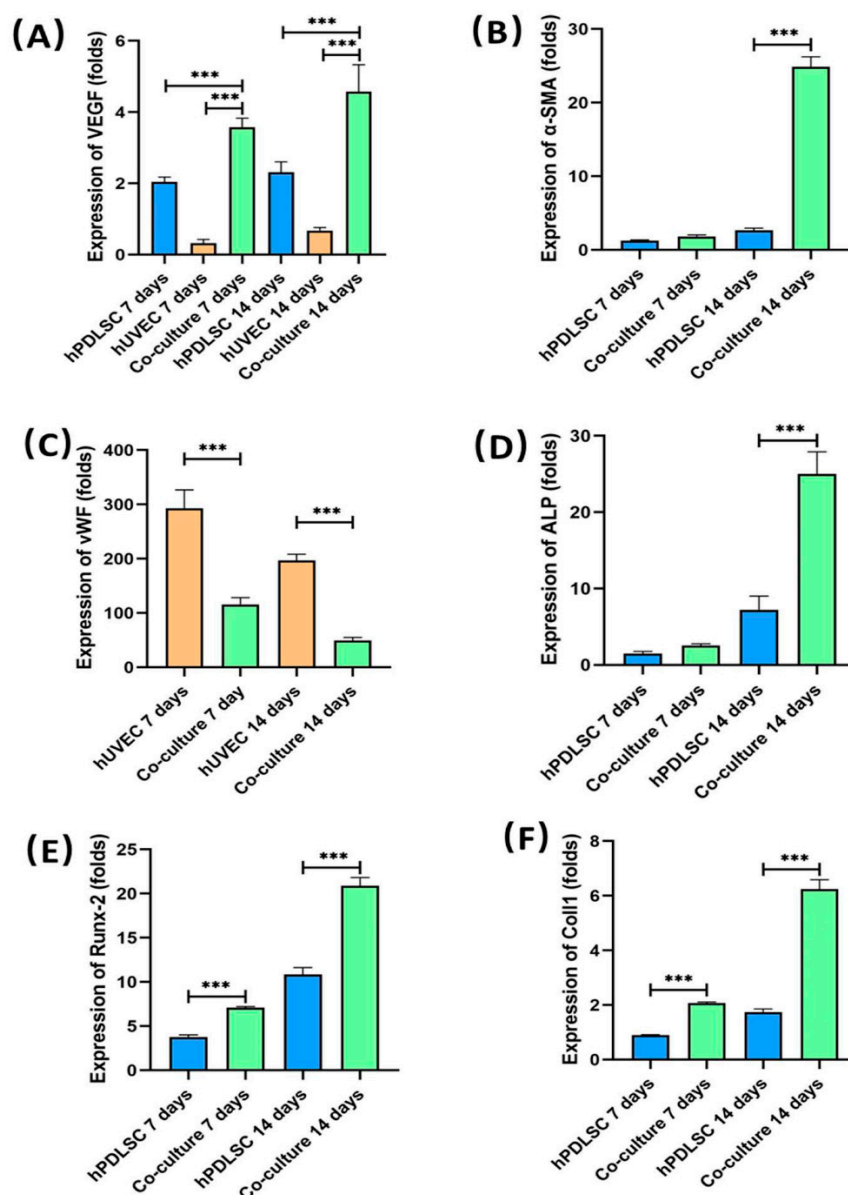 (A)
Expression of VEGF (folds)
6
4
2
0
***
***
***
***
hPDLSC 7 days
hUVEC 7 days
Co-culture 7 days
hPDLSC 14 days
hUVEC 14 days
Co-culture 14 days
(B)
Expression of α-SMA (folds)
30
20
10
0
***
hPDLSC 7 days
Co-culture 7 days
hPDLSC 14 days
Co-culture 14 days
(C)
Expression of vWF (folds)
400
300
200
100
0
***
***
hUVEC 7 days
Co-culture 7 day
hUVEC 14 days
Co-culture 14 days
(D)
Expression of ALP (folds)
30
20
10
0
***
hPDLSC 7 days
Co-culture 7 days
hPDLSC 14 days
Co-culture 14 days
(E)
Expression of Runx-2 (folds)
25
20
15
10
5
0
***
***
hPDLSC 7 days
Co-culture 7 days
hPDLSC 14 days
Co-culture 14 days
(F)
Expression of Coll1 (folds)
8
6
4
2
0
***
***
hPDLSC 7 days
Co-culture 7 days
hPDLSC 14 days
Co-culture 14 days